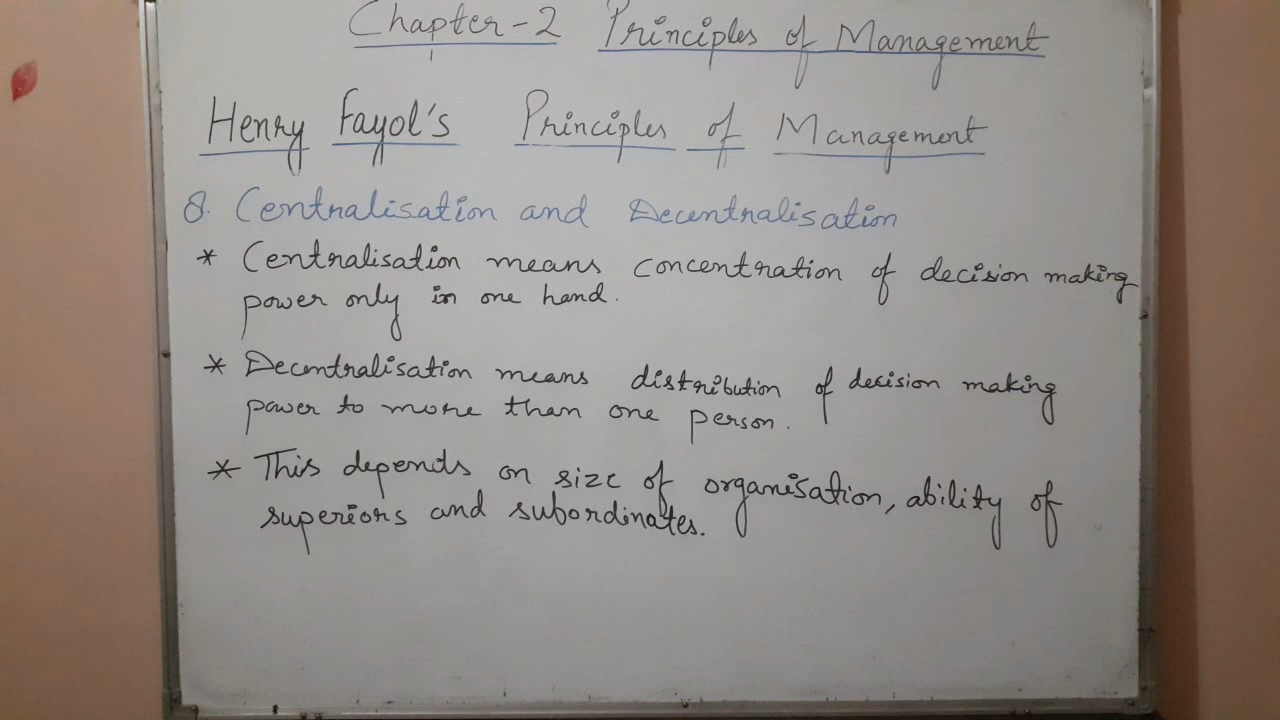 Chapter-2 Principles of Management
Henry Fayol's Principles of Management
8. Centralisation and Decentralisation
* Centralisation means concentration of decision making
power only in one hand.
* Decentralisation means distribution of decision making
power to more than one person.
* This depends on size of organisation, ability of
superiors and subordinates.